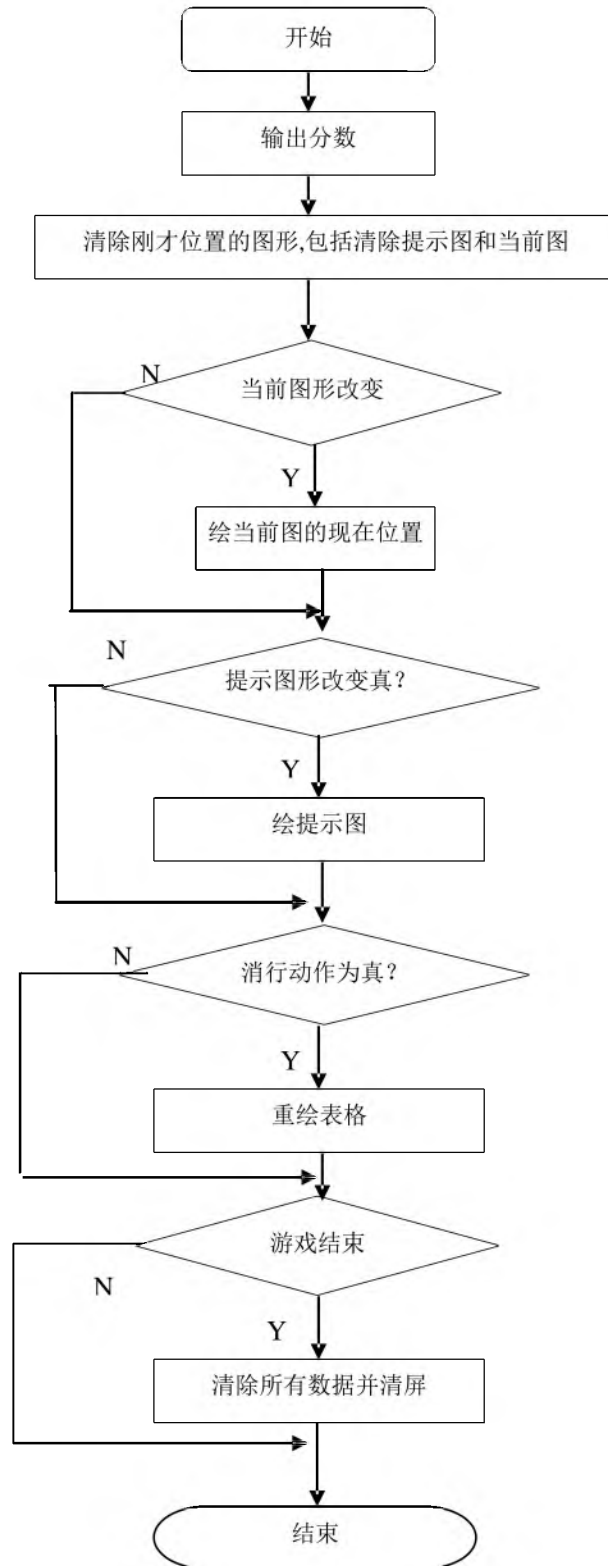 开始
输出分数
清除刚才位置的图形,包括清除提示图和当前图
N
当前图形改变
Y
绘当前图的现在位置
N
提示图形改变真？
Y
绘提示图
N
消行动作为真？
Y
重绘表格
游戏结束
N
Y
清除所有数据并清屏
结束